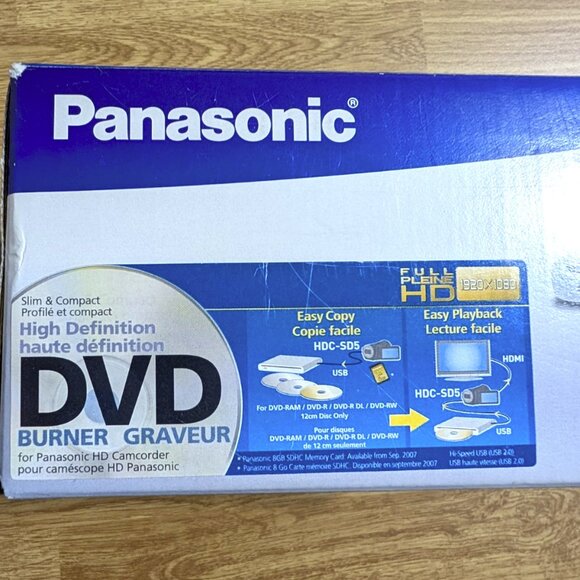 Panasonic®
Slim & Compact
Profilé et compact
High Definition
haute définition
DVD
BURNER GRAVEUR
for Panasonic HD Camcorder
pour caméscope HD Panasonic
FULL
PLEINE
HD
1920×1080
Easy Copy
Copie facile
HDC-SD5
USB
For DVD-RAM / DVD-R / DVD-R DL / DVD-RW
12cm Disc Only
Pour disques
DVD-RAM / DVD-R / DVD-R DL / DVD-RW
de 12 cm seulement
Easy Playback
Lecture facile
HDMI
HDC-SD5
USB
* Panasonic 8GB SDHC Memory Card: Available from Sep. 2007
* Panasonic 8 Go Carte mémoire SDHC: Disponible en septembre 2007
Hi-Speed USB (USB 2.0)
USB haute vitesse (USB 2.0)